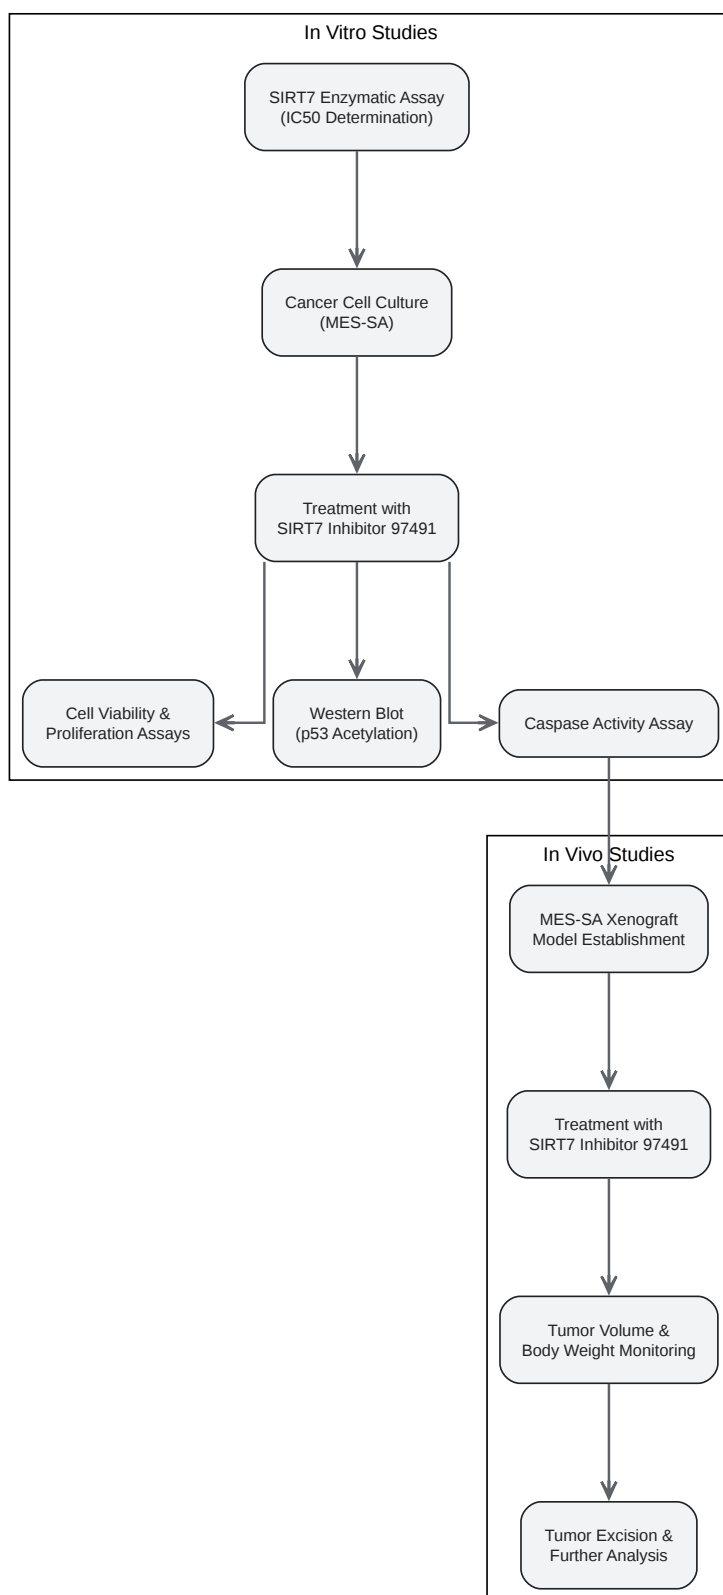 In Vitro Studies
SIRT7 Enzymatic Assay
(IC50 Determination)
Cancer Cell Culture
(MES-SA)
Treatment with
SIRT7 Inhibitor 97491
Cell Viability &
Proliferation Assays
Western Blot
(p53 Acetylation)
Caspase Activity Assay
In Vivo Studies
MES-SA Xenograft
Model Establishment
Treatment with
SIRT7 Inhibitor 97491
Tumor Volume &
Body Weight Monitoring
Tumor Excision &
Further Analysis